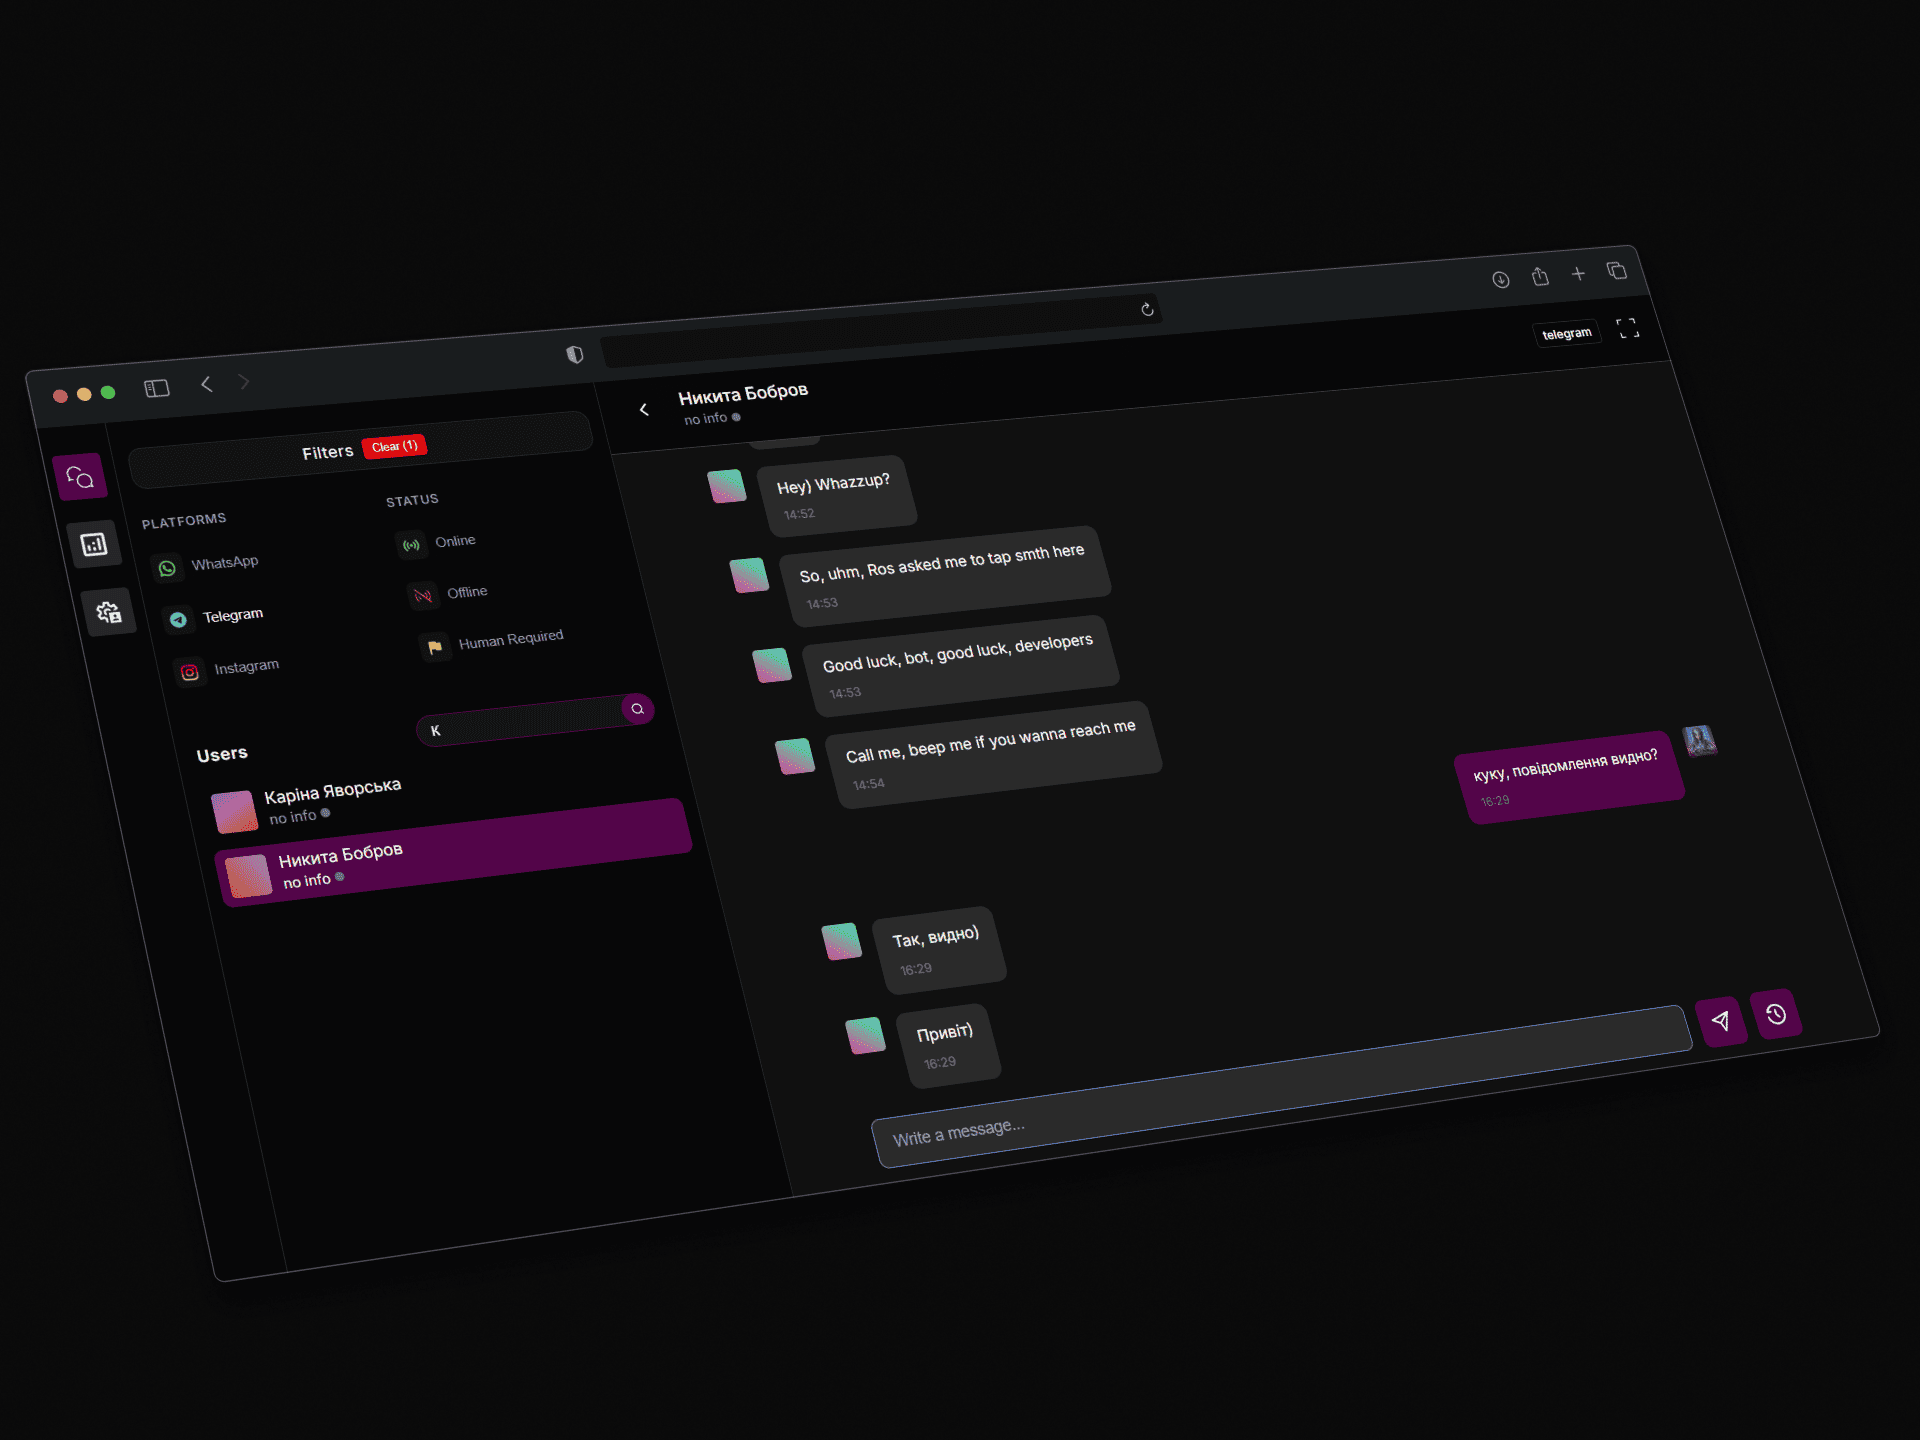 Filters
Clear (1)
PLATFORMS
WhatsApp
Telegram
Instagram
STATUS
Online
Offline
Human Required
Users
K
Каріна Яворська
no info
Никита Бобров
no info
Никита Бобров
no info
telegram
Hey) Whazzup?
14:52
So, uhm, Ros asked me to tap smth here
14:53
Good luck, bot, good luck, developers
14:53
Call me, beep me if you wanna reach me
14:54
куку, повідомлення видно?
16:29
Так, видно)
16:29
Привіт)
16:29
Write a message...